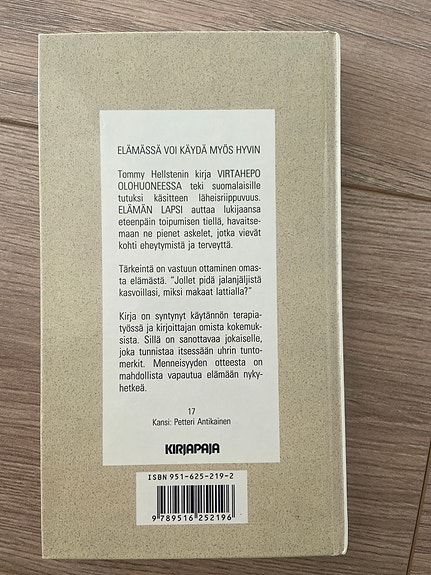 ELÄMÄSSÄ VOI KÄYDÄ MYÖS HYVIN
Tommy Hellstenin kirja VIRTAHEPO
OLOHUONEESSA teki suomalaisille
tutuksi käsitteen läheisriippuvuus.
ELÄMÄN LAPSI auttaa lukijaansa
eteenpäin toipumisen tiellä, havaitse-
maan ne pienet askelet, jotka vievät
kohti eheytymistä ja terveyttä.
Tärkeintä on vastuun ottaminen omas-
ta elämästä. “Jollet pidä jalanjäljistä
kasvoillasi, miksi makaat lattialla?”
Kirja on syntynyt käytännön terapia-
työssä ja kirjoittajan omista kokemuk-
sista. Sillä on sanottavaa jokaiselle,
joka tunnistaa itsessään uhrin tunto-
merkit. Menneisyyden otteesta on
mahdollista vapautua elämään nyky-
hetkeä.
17
Kansi: Petteri Antikainen
KIRJAPAJA
ISBN 951-625-219-2
9 789516 252196